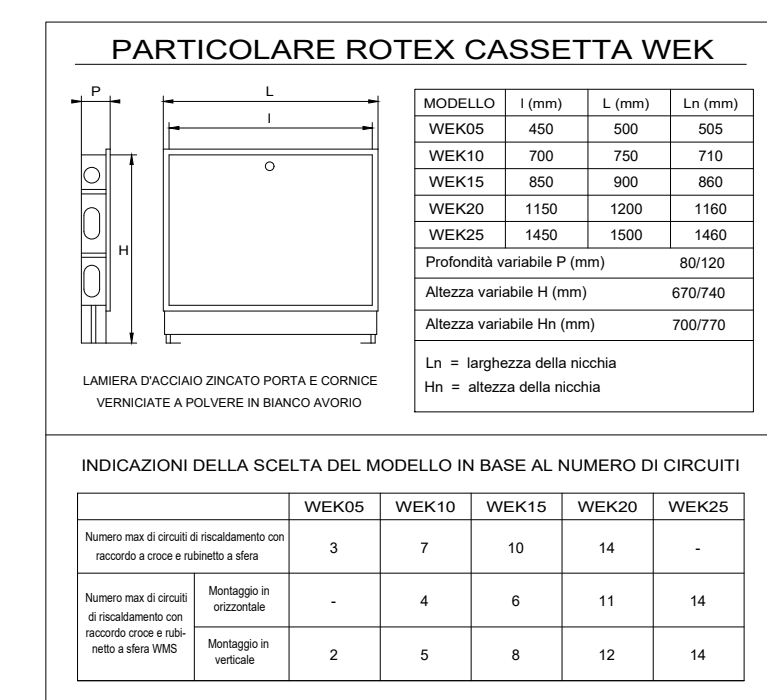 PARTICOLARE ROTEX CASSETTA WEK
P
L
l
H
LAMIERA D'ACCIAIO ZINCATO PORTA E CORNICE
VERNICIATE A POLVERE IN BIANCO AVORIO
MODELLO l (mm) L (mm) Ln (mm)
WEK05 450 500 505
WEK10 700 750 710
WEK15 850 900 860
WEK20 1150 1200 1160
WEK25 1450 1500 1460
Profondità variabile P (mm) 80/120
Altezza variabile H (mm) 670/740
Altezza variabile Hn (mm) 700/770
Ln = larghezza della nicchia
Hn = altezza della nicchia
INDICAZIONI DELLA SCELTA DEL MODELLO IN BASE AL NUMERO DI CIRCUITI
WEK05 WEK10 WEK15 WEK20 WEK25
Numero max di circuiti di riscaldamento con
raccordo a croce e rubinetto a sfera
3 7 10 14 -
Numero max di circuiti
di riscaldamento con
raccordo croce e rubi-
netto a sfera WMS
Montaggio in
orizzontale
- 4 6 11 14
Montaggio in
verticale
2 5 8 12 14